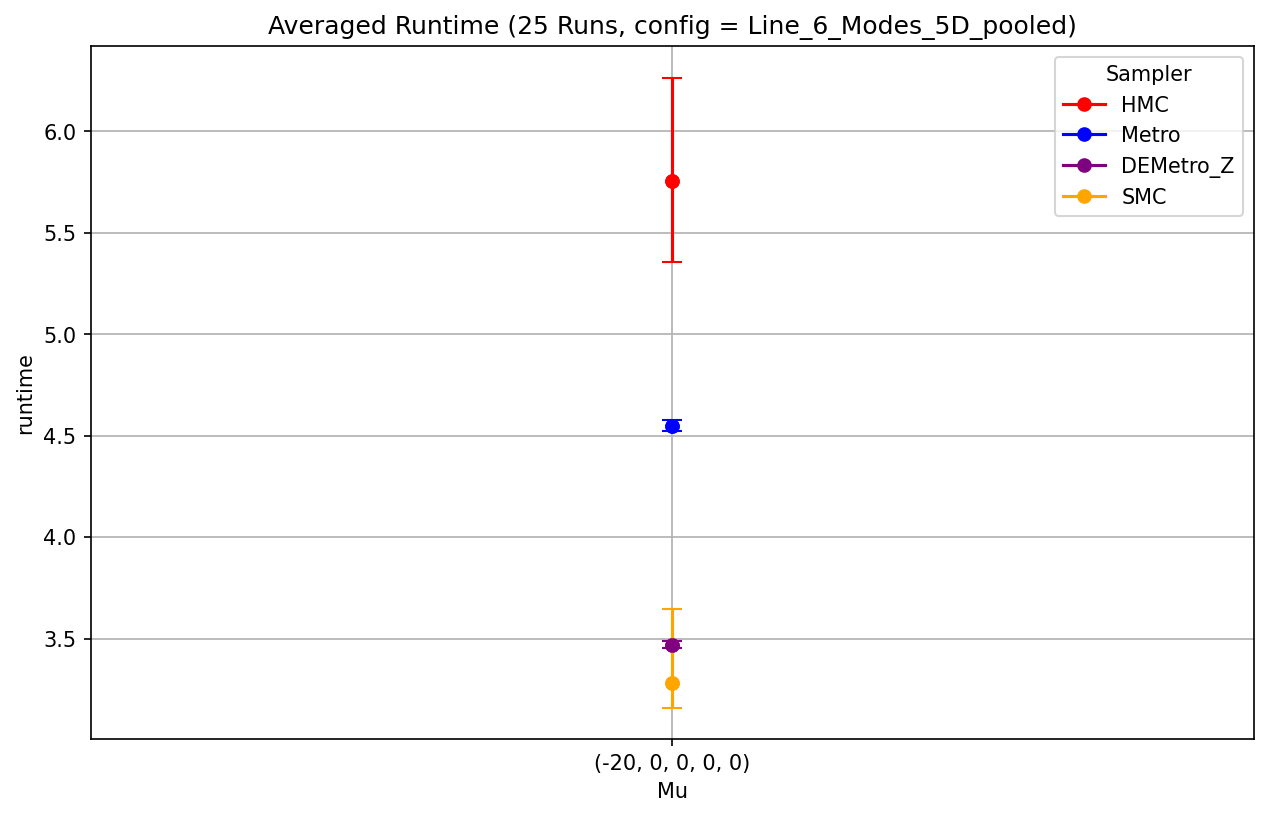 Averaged Runtime (25 Runs, config = Line_6_Modes_5D_pooled)
Sampler
HMC
Metro
DEMetro_Z
SMC
6.0
5.5
5.0
4.5
4.0
3.5
runtime
(-20, 0, 0, 0, 0)
Mu